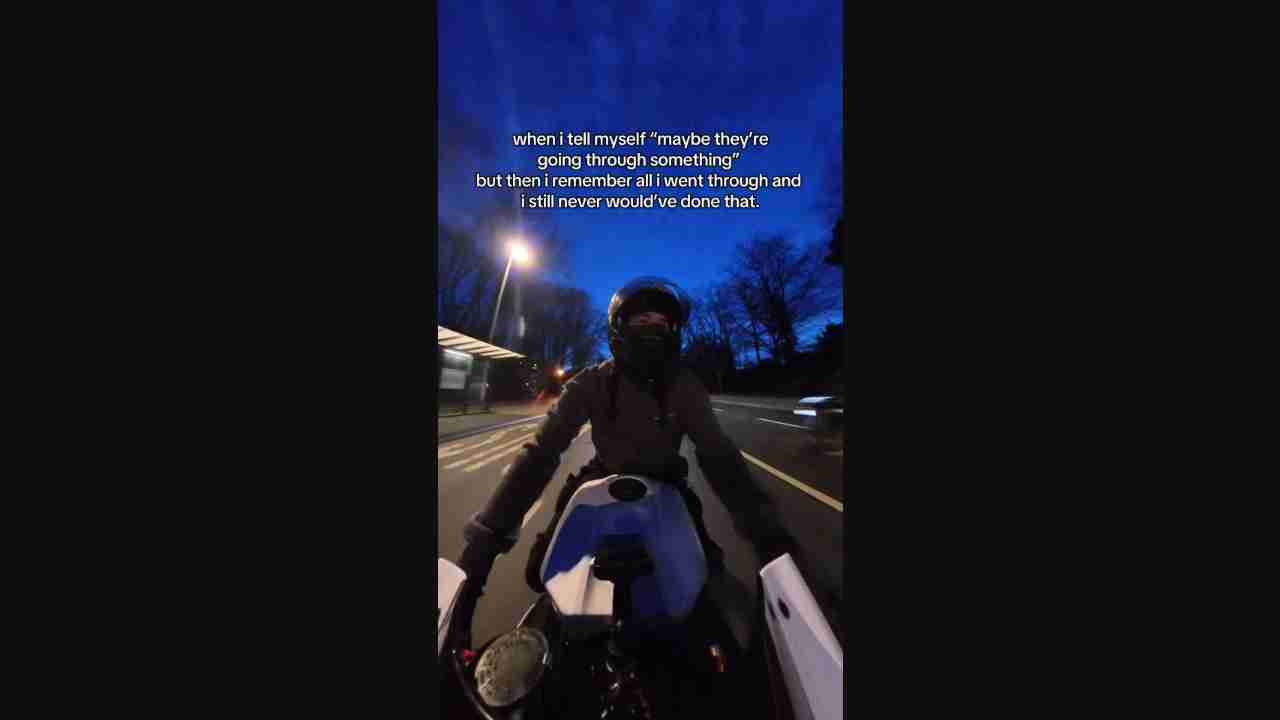 when i tell myself “maybe they’re
going through something”
but then i remember all i went through and
i still never would’ve done that.